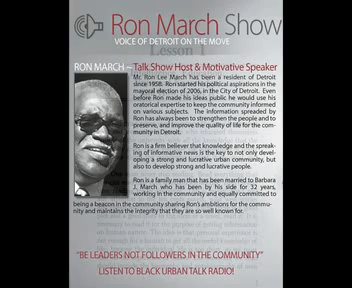 Ron March Show
VOICE OF DETROIT ON THE MOVE
Lesson 1
RON MARCH – Talk Show Host & Motivative Speaker
Mr. Ron Lee March has been a resident of Detroit
since 1958. Ron started his political aspirations in the
mayoral election of 2006, in the City of Detroit. Even
before Ron made his ideas public he would use his
oratorical expertise to keep the community informed
on various subjects. The information spreaded by
Ron has always been to strengthen the people and to
preserve, and improve the quality of life for the com-
munity in Detroit.
Ron is a firm believer that knowledge and the speak-
ing of informative news is the key to not only devel-
oping a strong and lucrative urban community, but
also to develop strong and lucrative people.
Ron is a family man that has been married to Barbara
J. March who has been by his side for 32 years,
working in the community and equally committed to
being a beacon in the community sharing Ron's ambitions for the commu-
nity and maintains the integrity that they are so well known for.
"BE LEADERS NOT FOLLOWERS IN THE COMMUNITY"
LISTEN TO BLACK URBAN TALK RADIO!